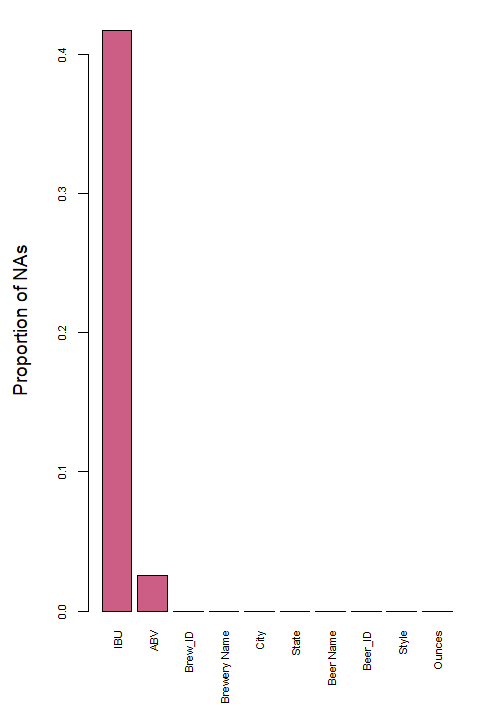 Proportion of NAs
0.4
0.3
0.2
0.1
0.0
IBU
ABV
Brew_ID
Brewery Name
City
State
Beer Name
Beer_ID
Style
Ounces